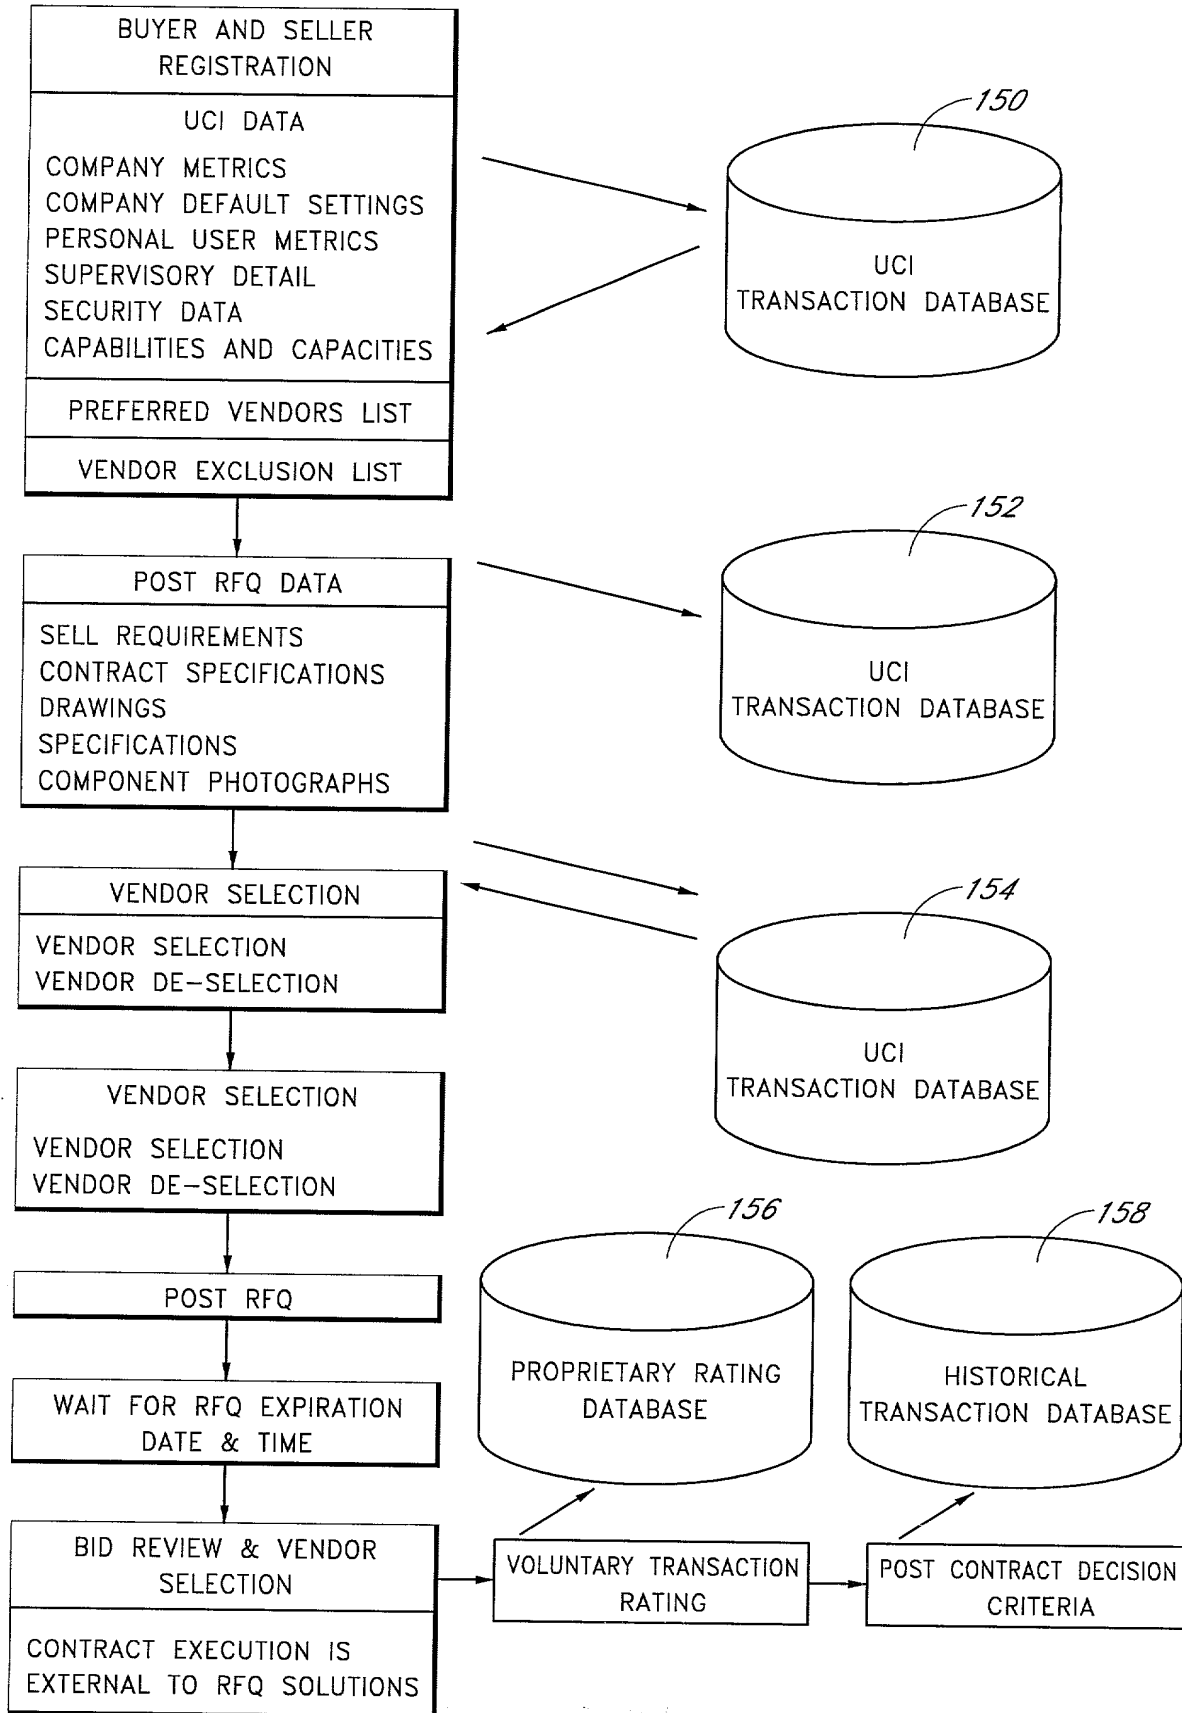 BUYER AND SELLER
REGISTRATION
UCI DATA
COMPANY METRICS
COMPANY DEFAULT SETTINGS
PERSONAL USER METRICS
SUPERVISORY DETAIL
SECURITY DATA
CAPABILITIES AND CAPACITIES
PREFERRED VENDORS LIST
VENDOR EXCLUSION LIST
150
UCI
TRANSACTION DATABASE
POST RFQ DATA
SELL REQUIREMENTS
CONTRACT SPECIFICATIONS
DRAWINGS
SPECIFICATIONS
COMPONENT PHOTOGRAPHS
152
UCI
TRANSACTION DATABASE
VENDOR SELECTION
VENDOR SELECTION
VENDOR DE-SELECTION
154
UCI
TRANSACTION DATABASE
VENDOR SELECTION
VENDOR SELECTION
VENDOR DE-SELECTION
POST RFQ
WAIT FOR RFQ EXPIRATION
DATE & TIME
156
PROPRIETARY RATING
DATABASE
158
HISTORICAL
TRANSACTION DATABASE
BID REVIEW & VENDOR
SELECTION
CONTRACT EXECUTION IS
EXTERNAL TO RFQ SOLUTIONS
VOLUNTARY TRANSACTION
RATING
POST CONTRACT DECISION
CRITERIA